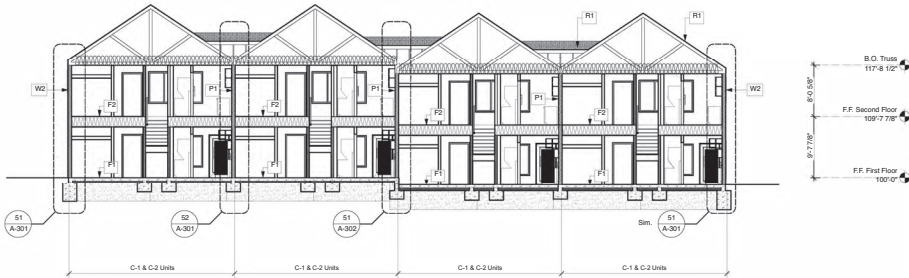 R1
R1
B.O. Truss
117'-8 1/2"
8'-0 5/8"
W2
P1
P1
P1
W2
F2
F2
F2
F2
F.F. Second Floor
109'-7 7/8"
9'-7 7/8"
F1
F1
F1
F1
F.F. First Floor
100'-0"
51
A-301
52
A-301
51
A-302
Sim.
51
A-301
C-1 & C-2 Units
C-1 & C-2 Units
C-1 & C-2 Units
C-1 & C-2 Units